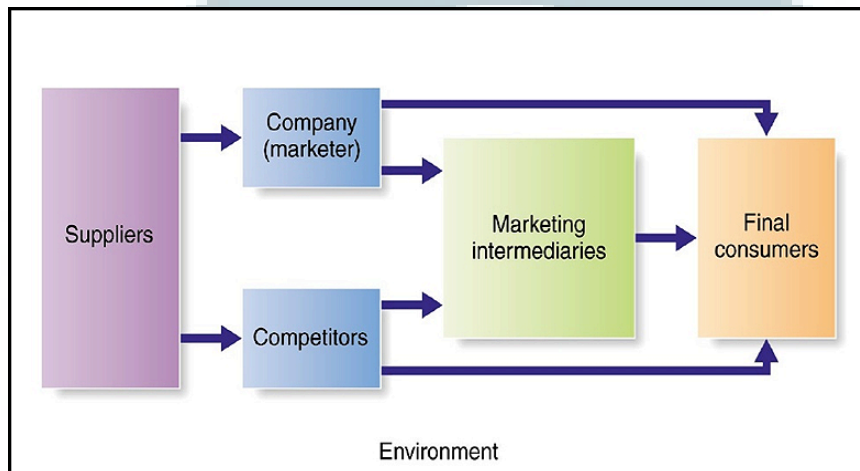 Suppliers
Company
(marketer)
Competitors
Marketing
intermediaries
Final
consumers
Environment